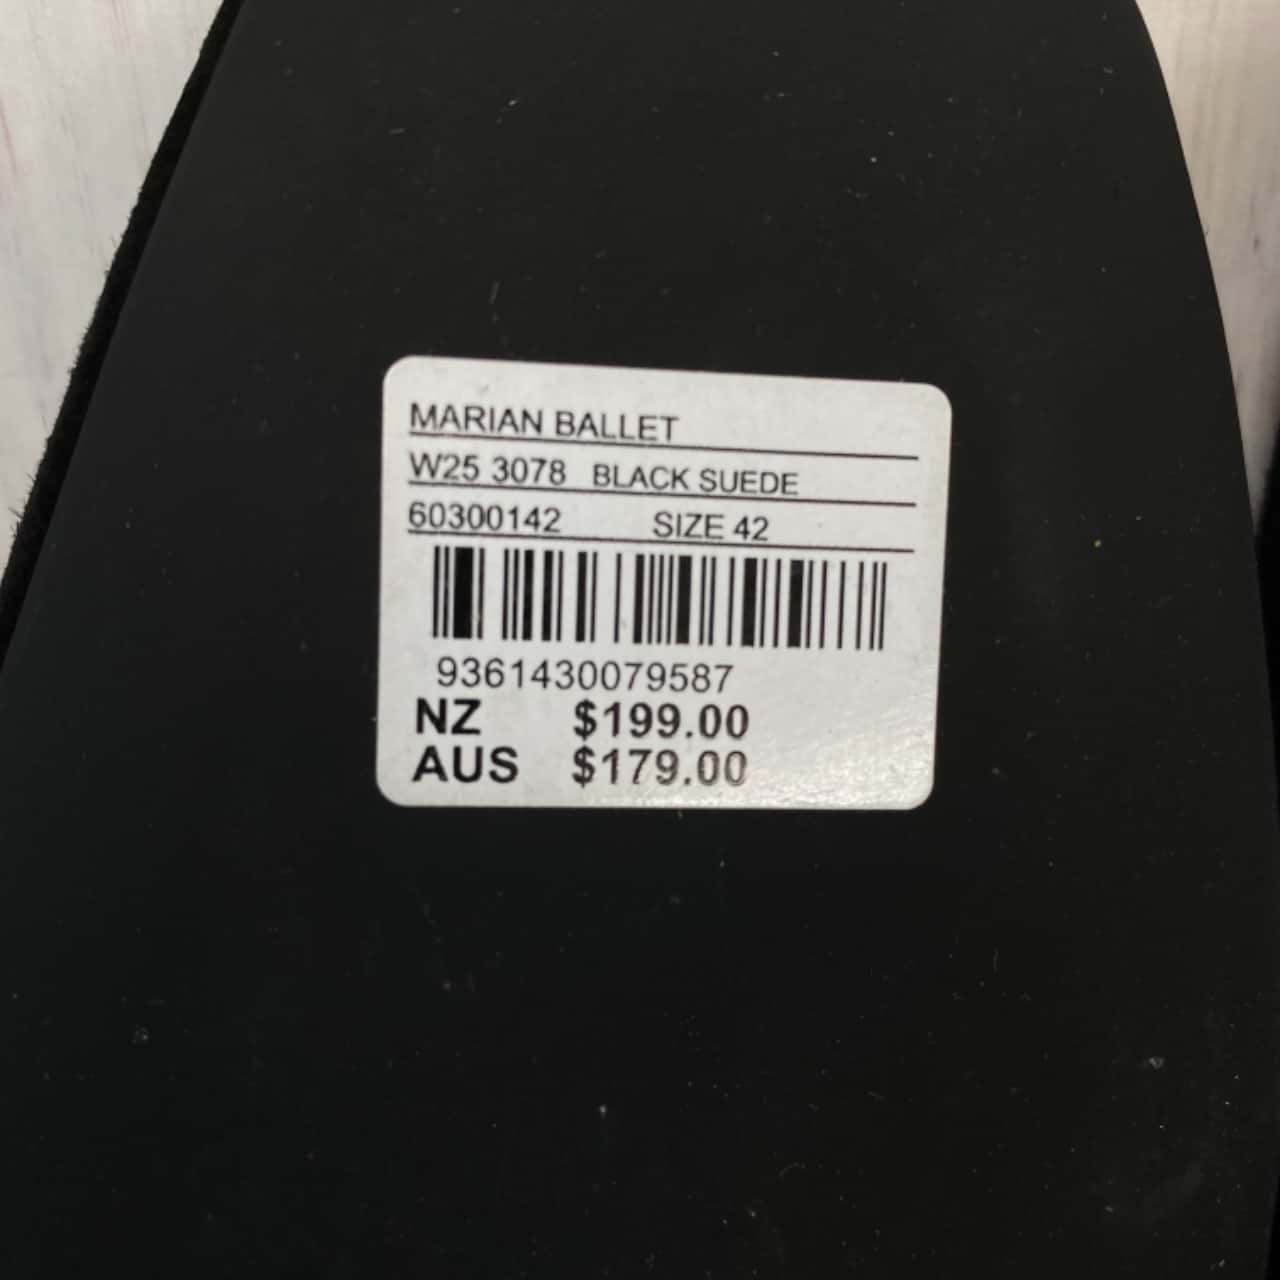 MARIAN BALLET
W25 3078 BLACK SUEDE
60300142 SIZE 42
9361430079587
NZ $199.00
AUS $179.00